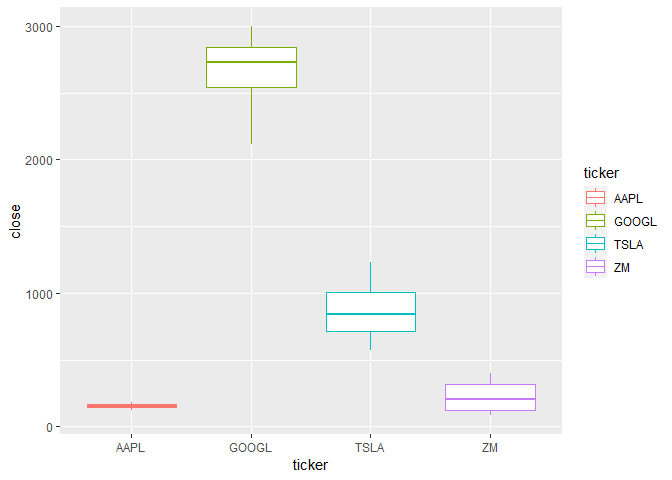 3000
2000
1000
0
close
AAPL GOOGL TSLA ZM
ticker
ticker
AAPL
GOOGL
TSLA
ZM